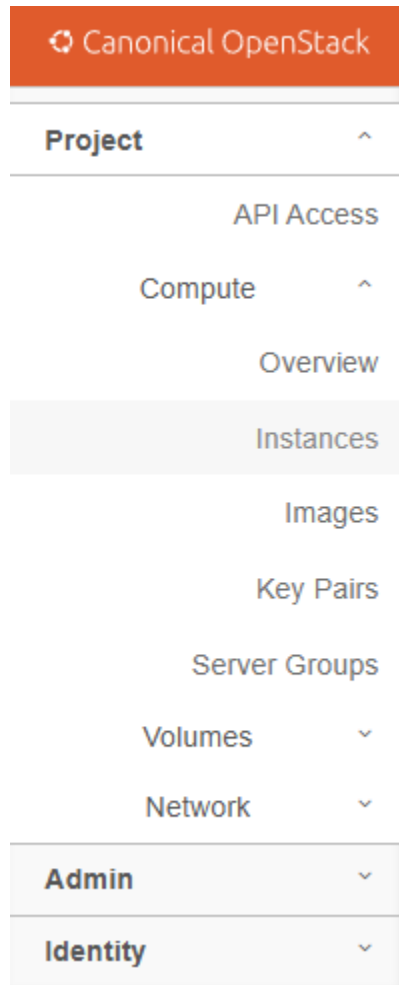 Canonical OpenStack
Project
API Access
Compute
Overview
Instances
Images
Key Pairs
Server Groups
Volumes
Network
Admin
Identity